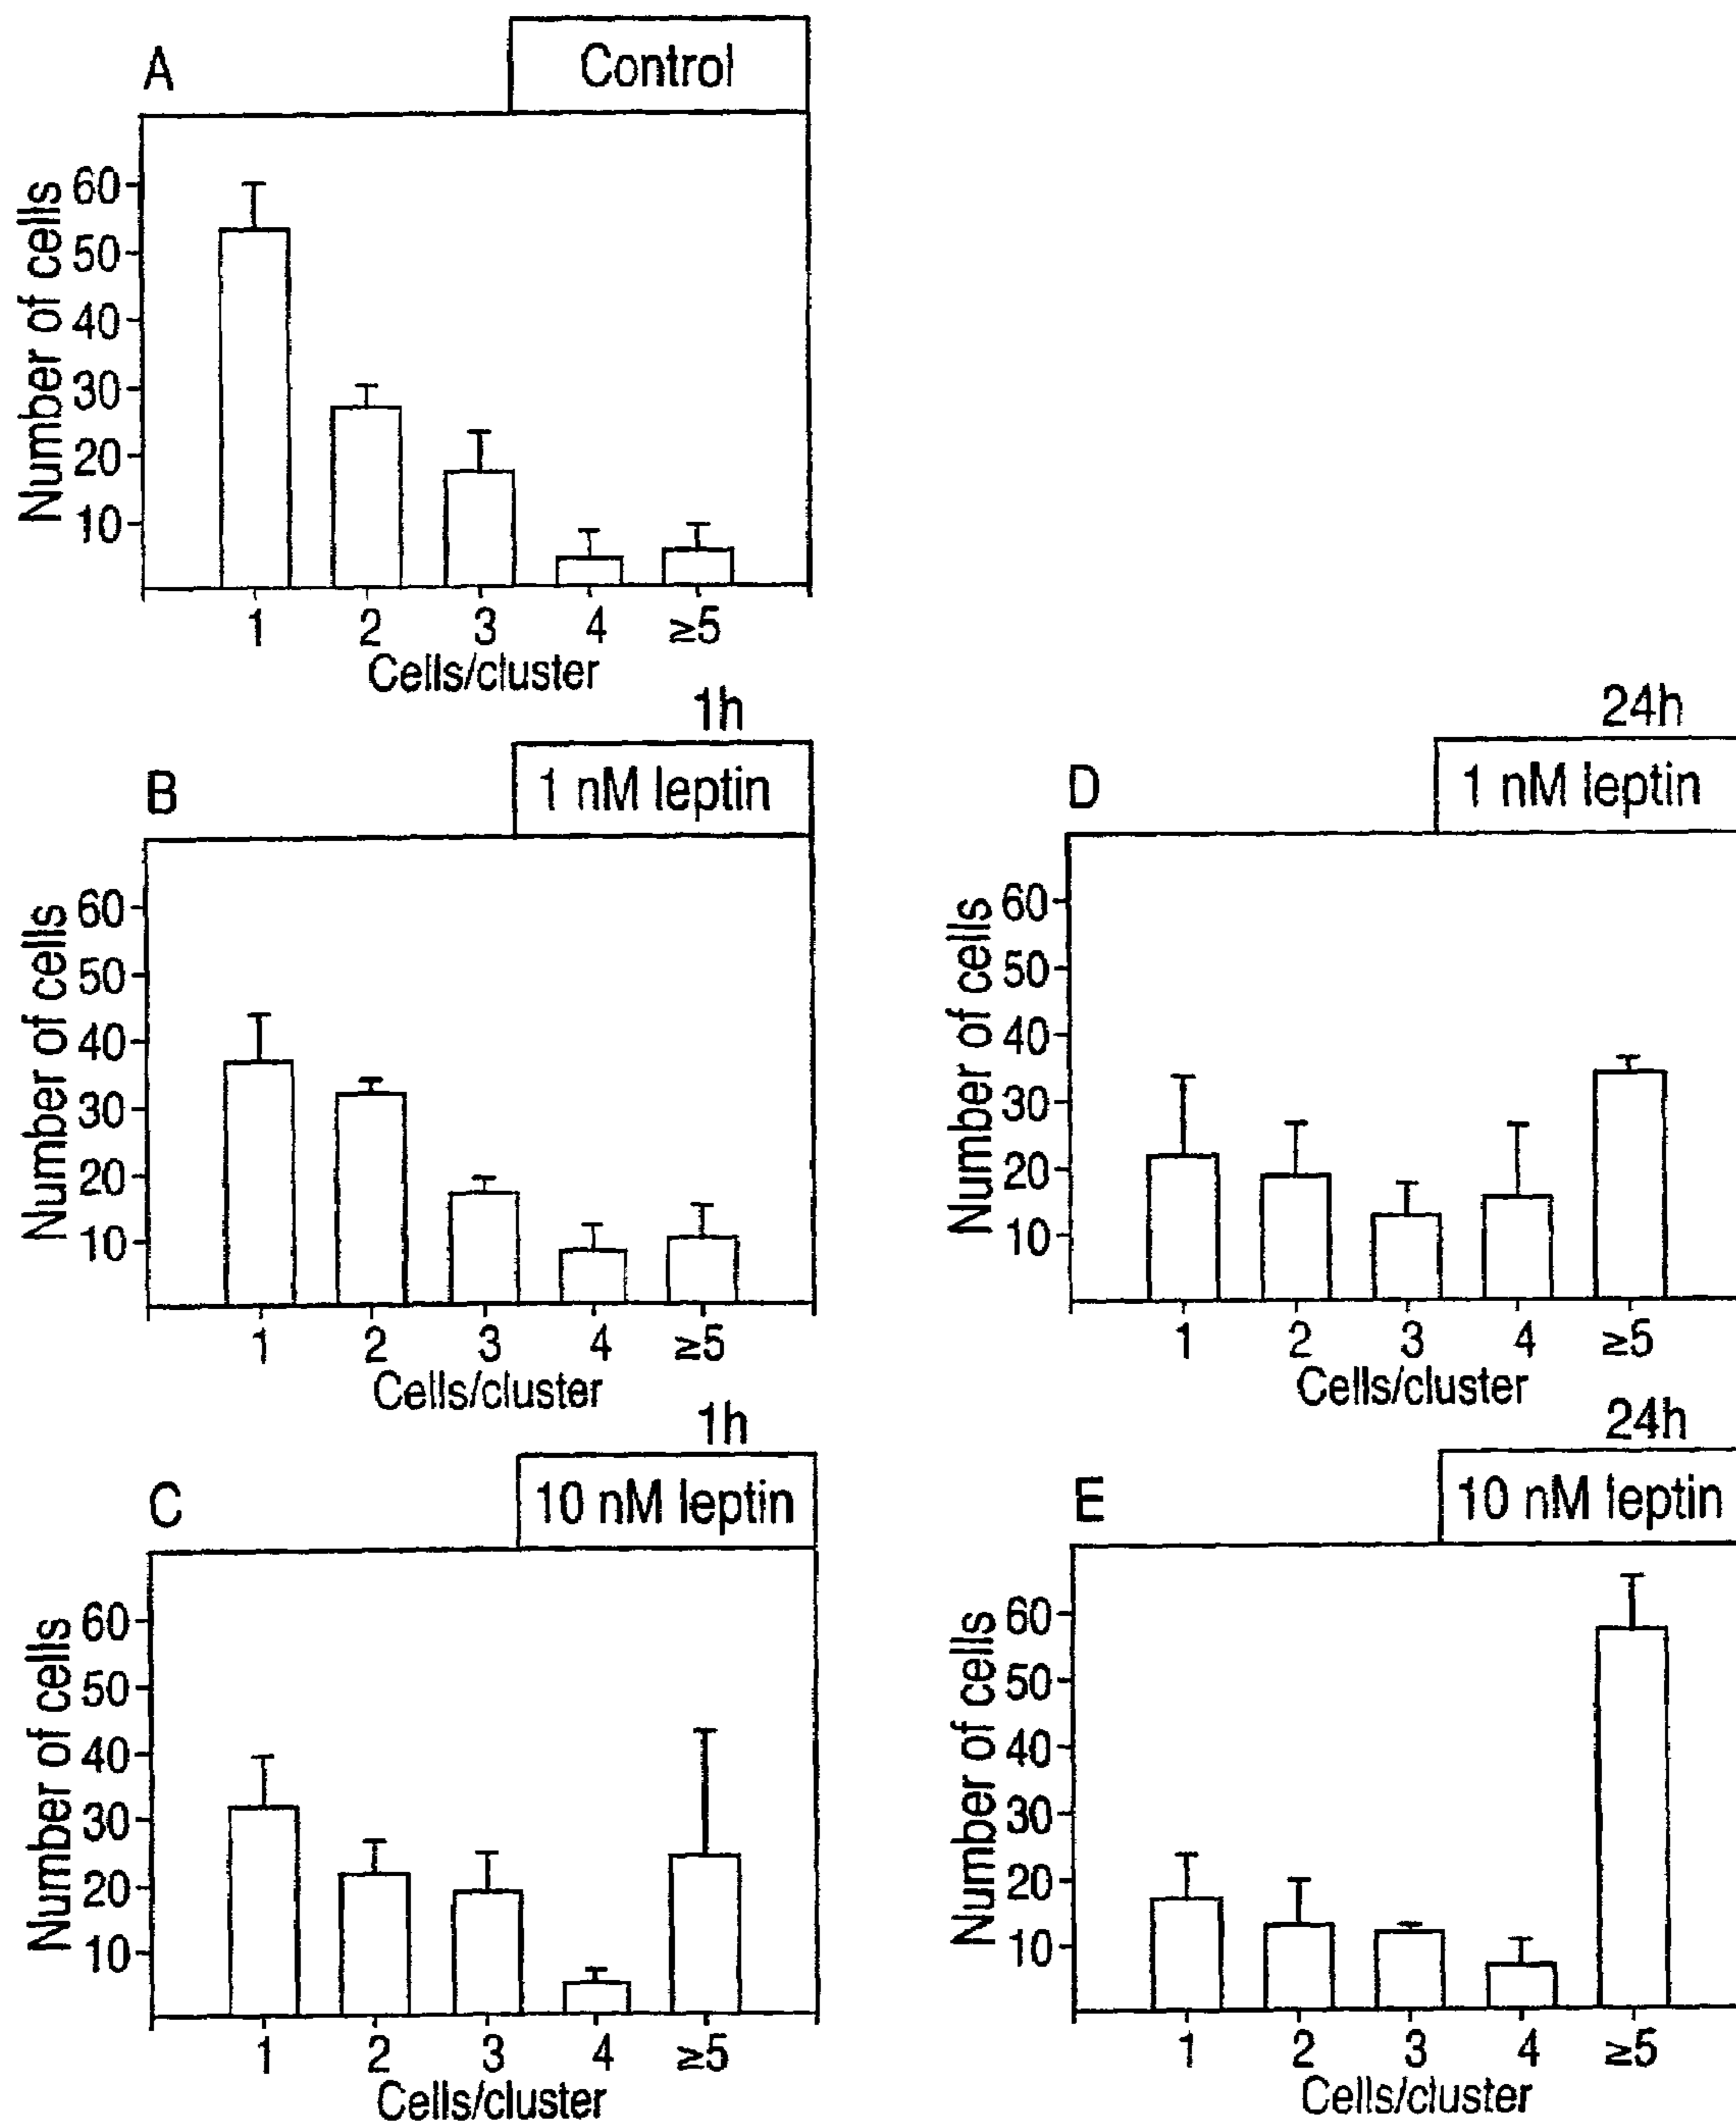 A
Control
Number of cells
60
50
40
30
20
10
1 2 3 4 ≥5
Cells/cluster
1h
B
1 nM leptin
Number of cells
60
50
40
30
20
10
1 2 3 4 ≥5
Cells/cluster
24h
D
1 nM leptin
Number of cells
60
50
40
30
20
10
1 2 3 4 ≥5
Cells/cluster
1h
C
10 nM leptin
Number of cells
60
50
40
30
20
10
1 2 3 4 ≥5
Cells/cluster
24h
E
10 nM leptin
Number of cells
60
50
40
30
20
10
1 2 3 4 ≥5
Cells/cluster